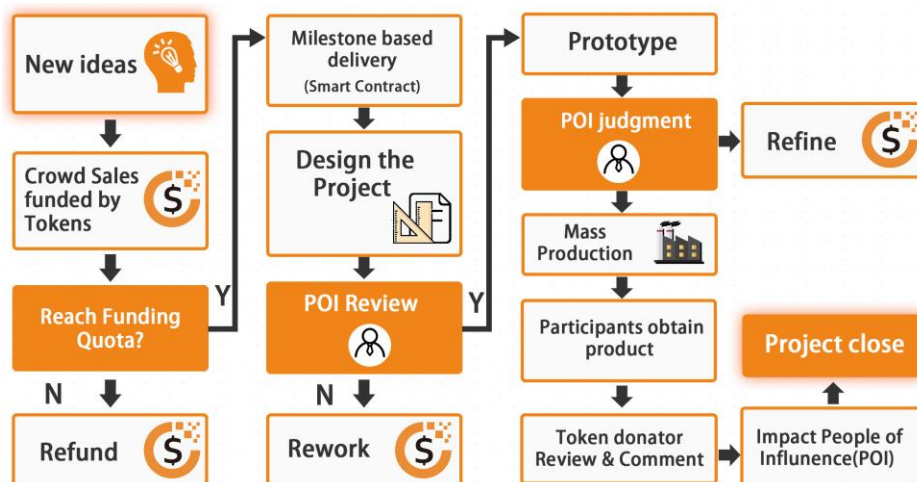 New ideas
Crowd Sales
funded by
Tokens
$
Reach Funding
Quota?
Y
N
Refund
$
Milestone based
delivery
(Smart Contract)
Design the
Project
POI Review
Y
N
Rework
$
Prototype
POI judgment
Refine
$
Mass
Production
Participants obtain
product
Token donator
Review & Comment
Impact People of
Influnence(POI)
Project close